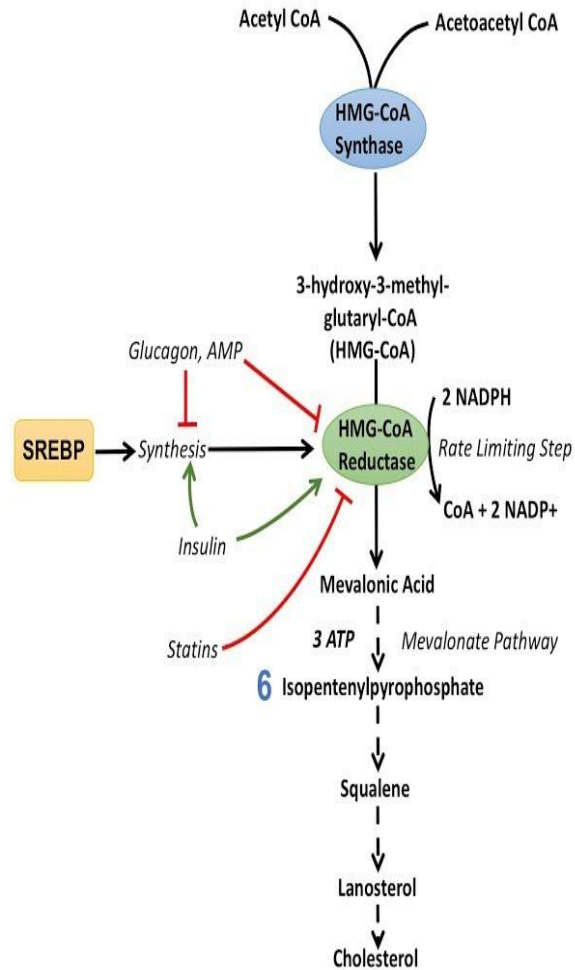 Acetyl CoA
Acetoacetyl CoA
HMG-CoA
Synthase
3-hydroxy-3-methyl-
glutaryl-CoA
(HMG-CoA)
Glucagon, AMP
2 NADPH
SREBP
Synthesis
HMG-CoA
Reductase
Rate Limiting Step
CoA + 2 NADP+
Insulin
Mevalonic Acid
Statins
3 ATP
Mevalonate Pathway
6 Isopentenylpyrophosphate
Squalene
Lanosterol
Cholesterol